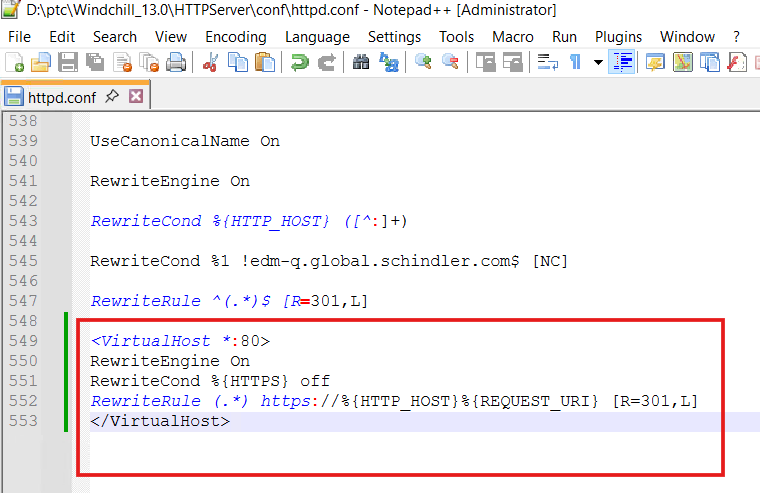 D:\ptc\Windchill_13.0\HTTPServer\conf\httpd.conf - Notepad++ [Administrator]
File Edit Search View Encoding Language Settings Tools Macro Run Plugins Window ?
httpd.conf
538
539 UseCanonicalName On
540
541 RewriteEngine On
542
543 RewriteCond %{HTTP_HOST} ([^:]+)
544
545 RewriteCond %1 !edm-q.global.schindler.com$ [NC]
546
547 RewriteRule ^(.*)$ [R=301,L]
548
549 <VirtualHost *:80>
550 RewriteEngine On
551 RewriteCond %{HTTPS} off
552 RewriteRule (.*) https://%{HTTP_HOST}%{REQUEST_URI} [R=301,L]
553 </VirtualHost>